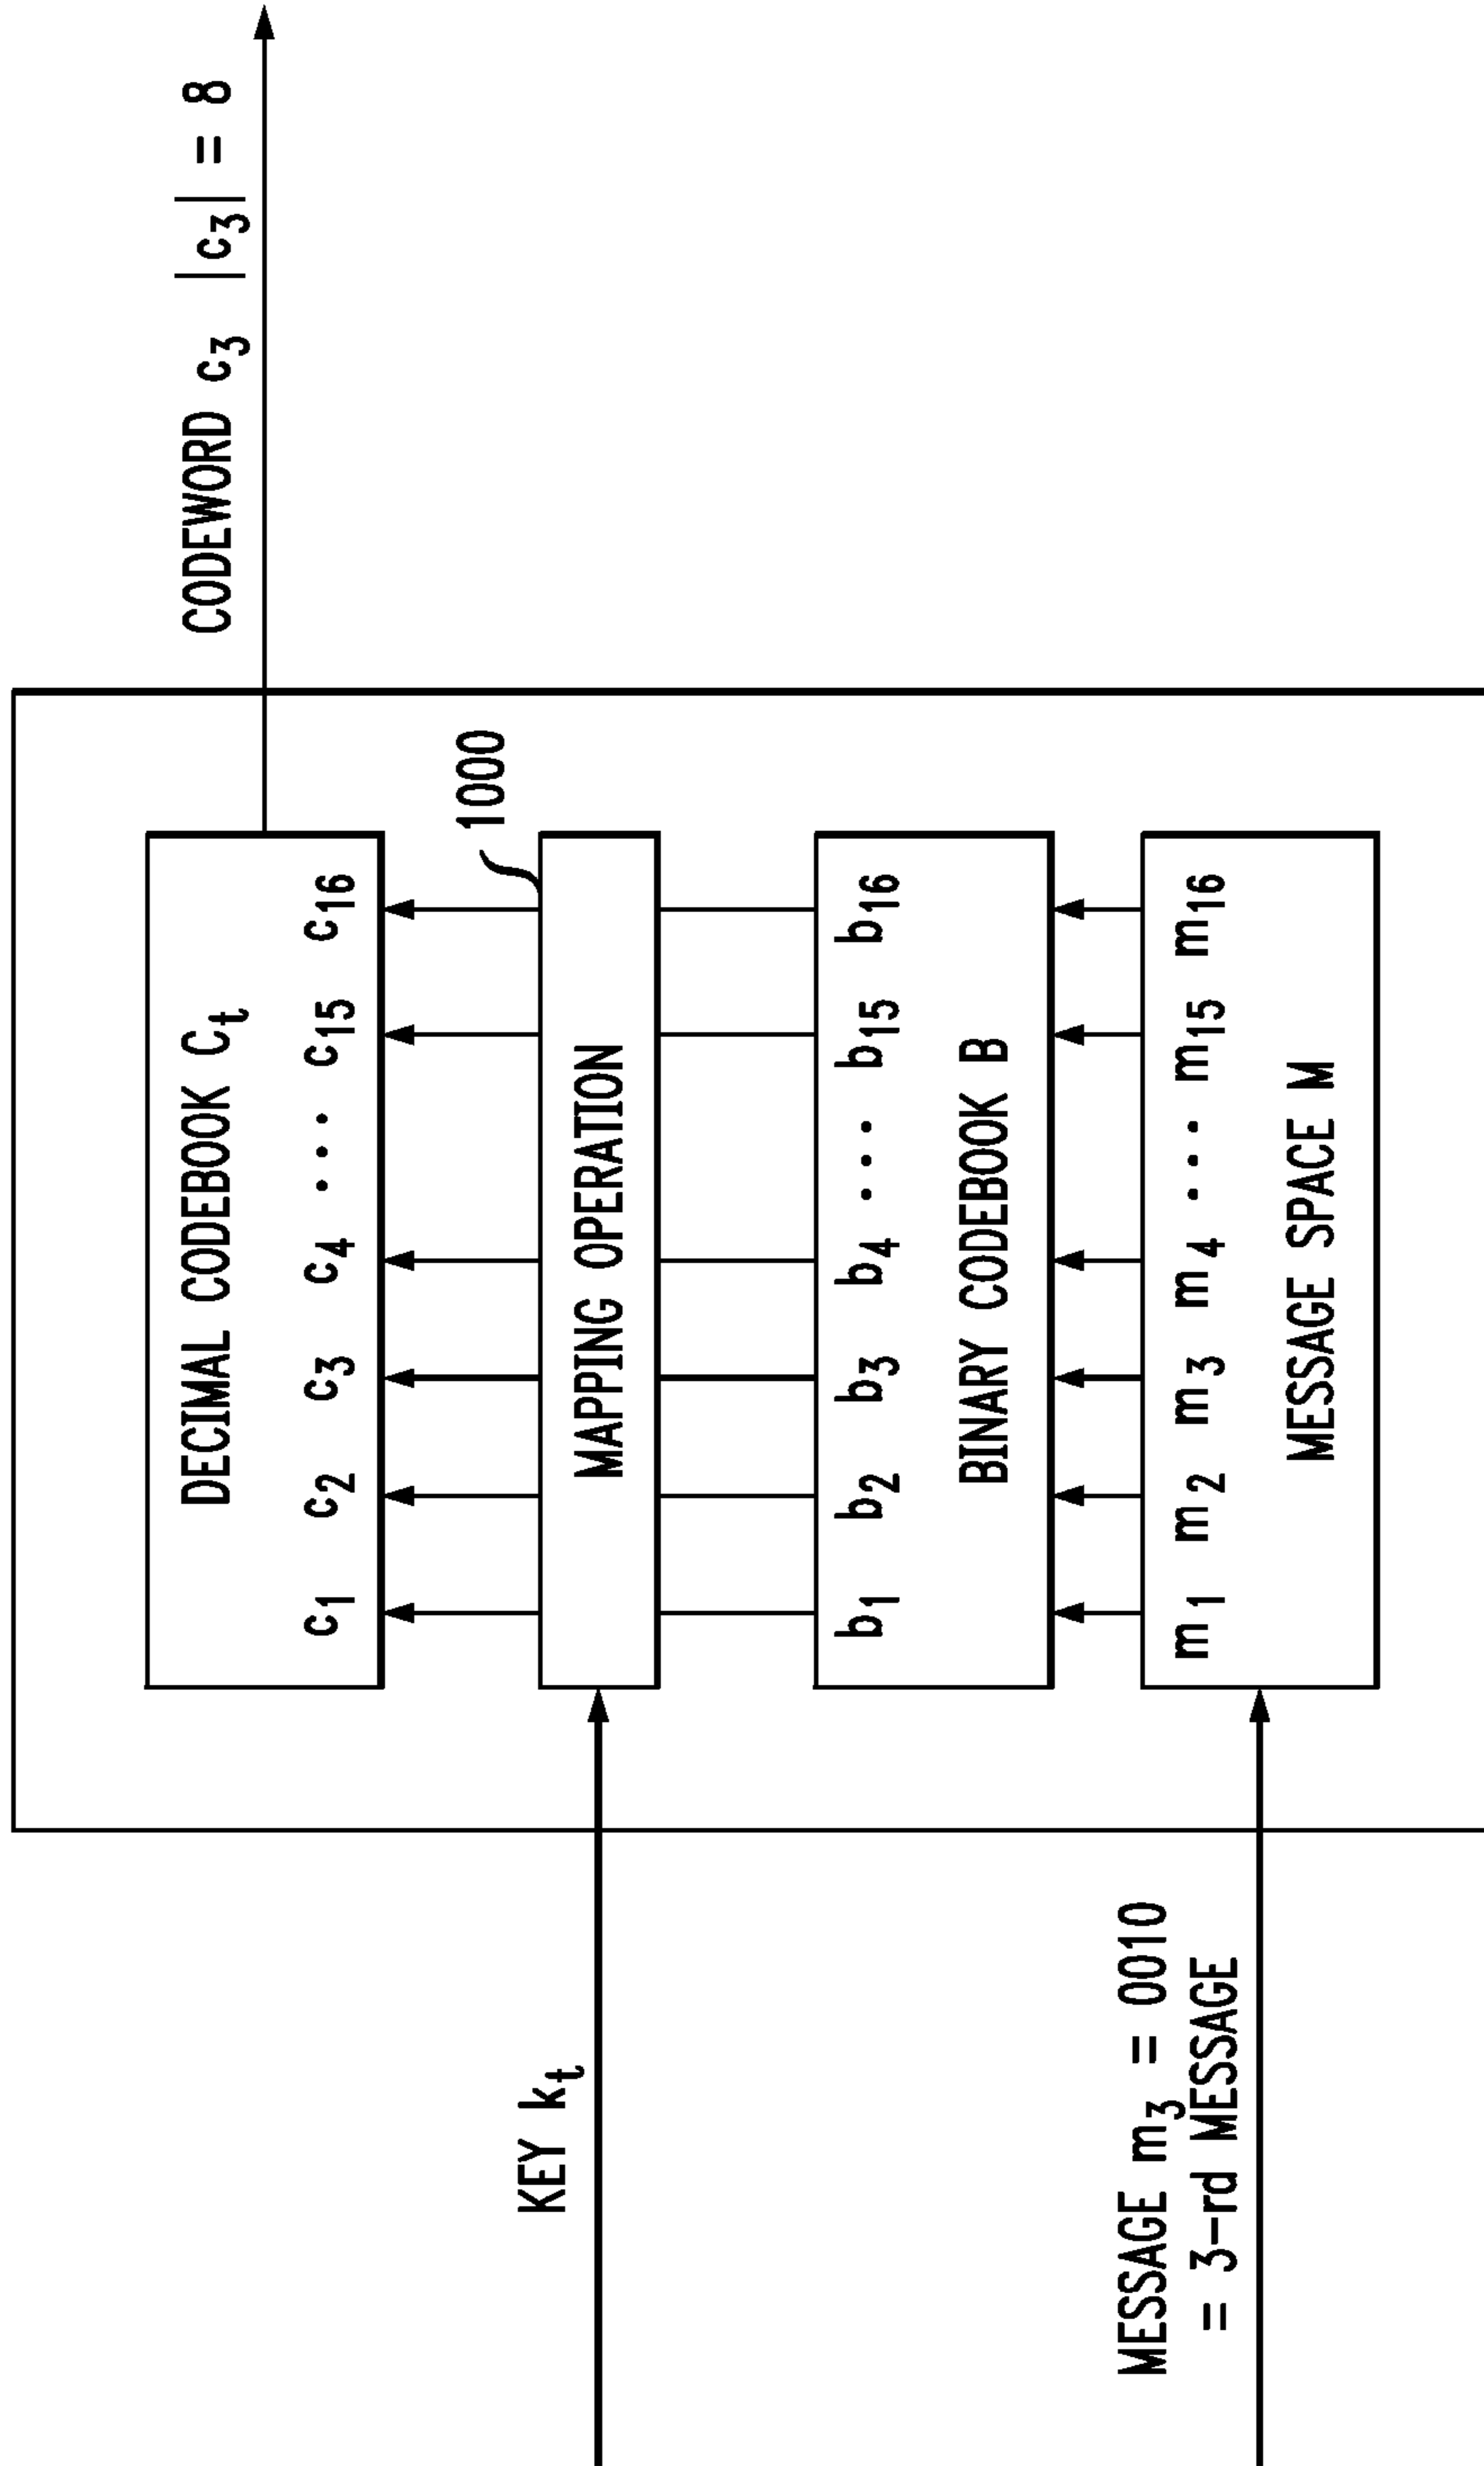 CODEWORD c₃ |c₃| = 8
DECIMAL CODEBOOK Cₜ
c₁ c₂ c₃ c₄ ... c₁₅ c₁₆
1000
KEY kₜ
MAPPING OPERATION
b₁ b₂ b₃ b₄ ... b₁₅ b₁₆
BINARY CODEBOOK B
MESSAGE m₃ = 0010
= 3-rd MESSAGE
m₁ m₂ m₃ m₄ ... m₁₅ m₁₆
MESSAGE SPACE M